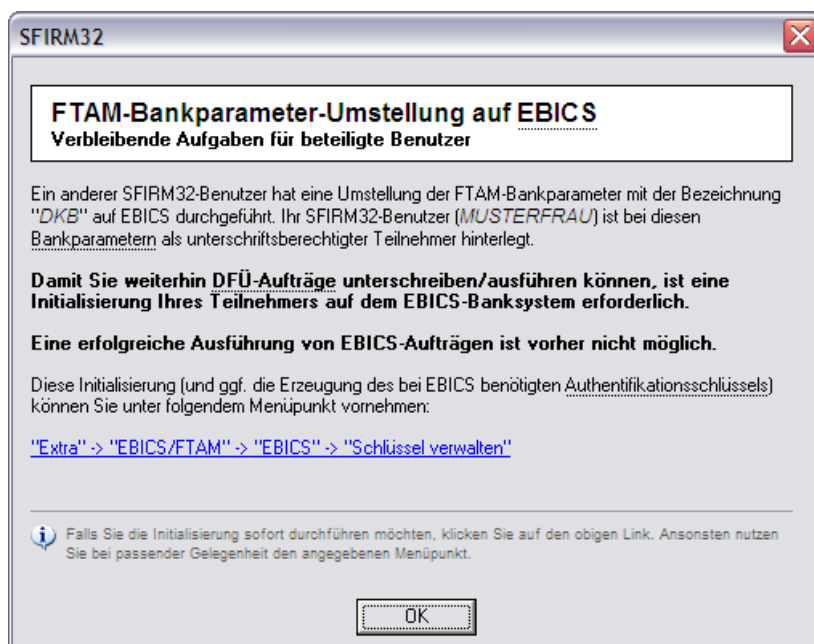 SFIRM32
FTAM-Bankparameter-Umstellung auf EBICS
Verbleibende Aufgaben für beteiligte Benutzer
Ein anderer SFIRM32-Benutzer hat eine Umstellung der FTAM-Bankparameter mit der Bezeichnung
"DKB" auf EBICS durchgeführt. Ihr SFIRM32-Benutzer (MUSTERFRAU) ist bei diesen
Bankparametern als unterschriftsberechtigter Teilnehmer hinterlegt.
Damit Sie weiterhin DFÜ-Aufträge unterschreiben/ausführen können, ist eine
Initialisierung Ihres Teilnehmers auf dem EBICS-Banksystem erforderlich.
Eine erfolgreiche Ausführung von EBICS-Aufträgen ist vorher nicht möglich.
Diese Initialisierung (und ggf. die Erzeugung des bei EBICS benötigten Authentifikationsschlüssels)
können Sie unter folgendem Menüpunkt vornehmen:
"Extra" -> "EBICS/FTAM" -> "EBICS" -> "Schlüssel verwalten"
Falls Sie die Initialisierung sofort durchführen möchten, klicken Sie auf den obigen Link. Ansonsten nutzen
Sie bei passender Gelegenheit den angegebenen Menüpunkt.
OK